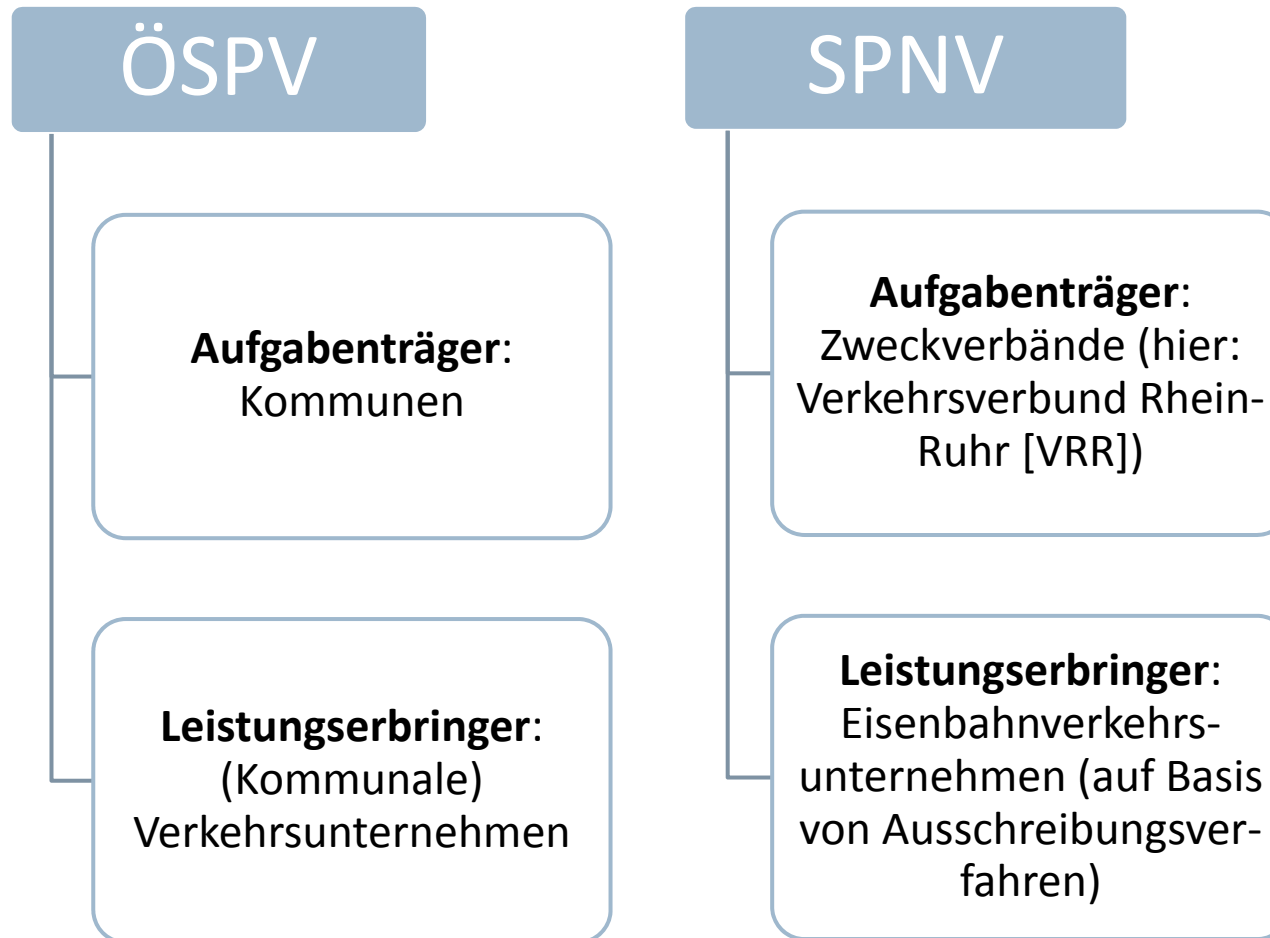 ÖSPV
Aufgabenträger:
Kommunen
Leistungserbringer:
(Kommunale)
Verkehrsunternehmen
SPNV
Aufgabenträger:
Zweckverbände (hier:
Verkehrsverbund Rhein-
Ruhr [VRR])
Leistungserbringer:
Eisenbahnverkehrs-
unternehmen (auf Basis
von Ausschreibungsver-
fahren)